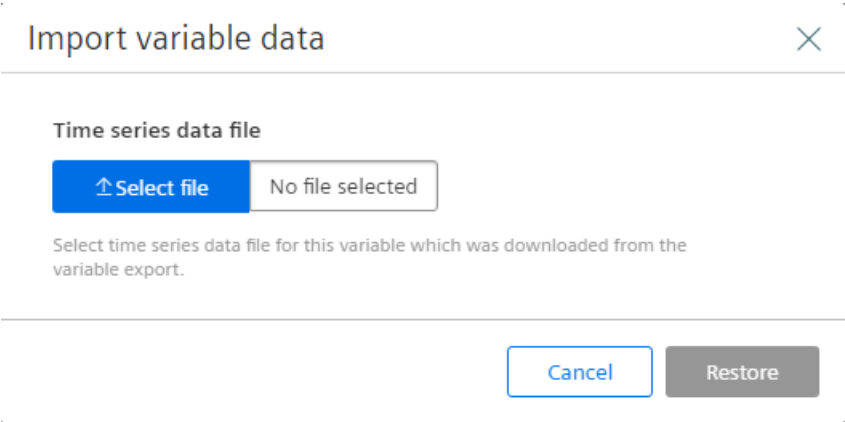 Import variable data
Time series data file
Select file
No file selected
Select time series data file for this variable which was downloaded from the
variable export.
Cancel
Restore